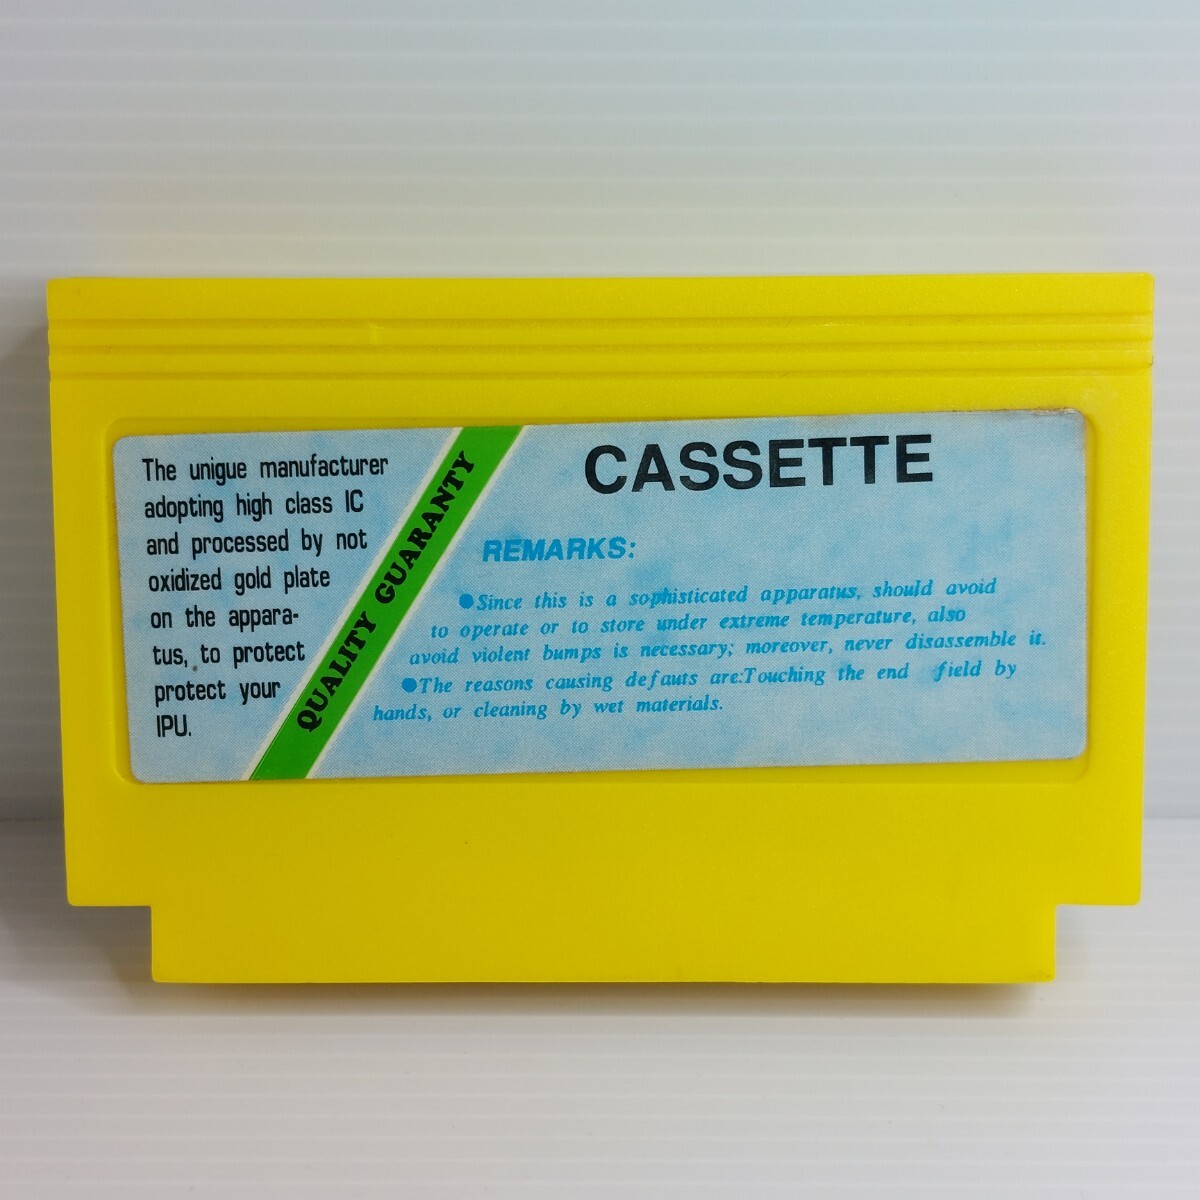 The unigue manufacturer
adopting high class IC
and processed by not
oxidized gold plate
on the appara-
tus, to protect
protect your
IPU.
QUALITY GUARANTY
CASSETTE
REMARKS:
●Since this is a sophisticated apparatus, should avoid
to operate or to store under extreme temperature, also
avoid violent bumps is necessary; moreover, never disassemble it.
●The reasons causing defauts are:Touching the end field by
hands, or cleaning by wet materials.